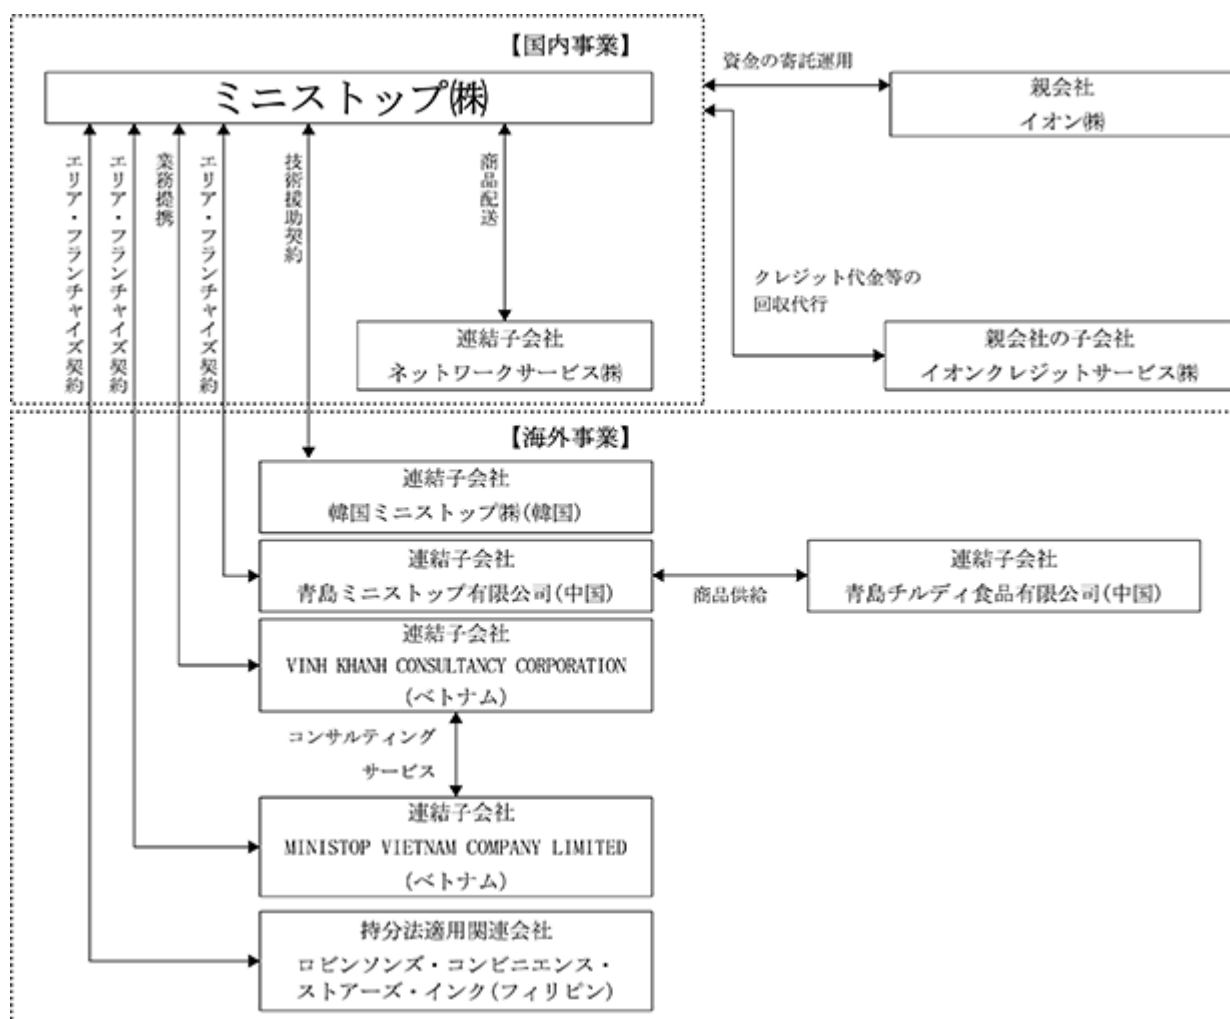 【国内事業】
ミニストップ㈱
資金の寄託運用
親会社
イオン㈱
エリア・フランチャイズ契約
エリア・フランチャイズ契約
業務提携
エリア・フランチャイズ契約
技術援助契約
商品配送
クレジット代金等の
回収代行
連結子会社
ネットワークサービス㈱
親会社の子会社
イオンクレジットサービス㈱
【海外事業】
連結子会社
韓国ミニストップ㈱(韓国)
連結子会社
青島ミニストップ有限公司(中国)
商品供給
連結子会社
青島チルディ食品有限公司(中国)
連結子会社
VINH KHANH CONSULTANCY CORPORATION
(ベトナム)
コンサルティング
サービス
連結子会社
MINISTOP VIETNAM COMPANY LIMITED
(ベトナム)
持分法適用関連会社
ロビンソンズ・コンビニエンス・
ストアーズ・インク(フィリピン)